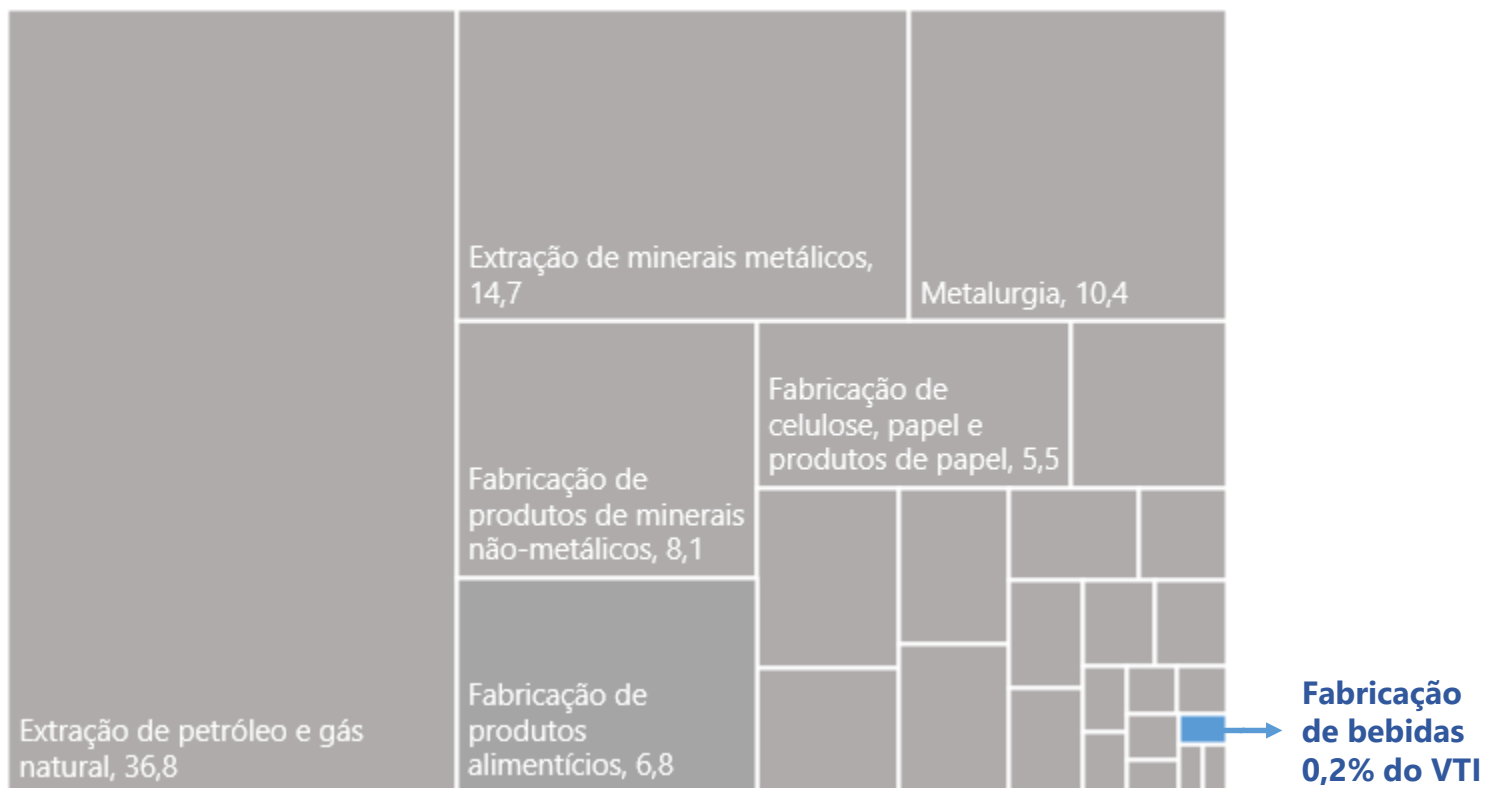 Extração de minerais metálicos,
14,7
Metalurgia, 10,4
Fabricação de
celulose, papel e
produtos de papel, 5,5
Fabricação de
produtos de minerais
não-metálicos, 8,1
Extração de petróleo e gás
natural, 36,8
Fabricação de
produtos
alimentícios, 6,8
Fabricação
de bebidas
0,2% do VTI